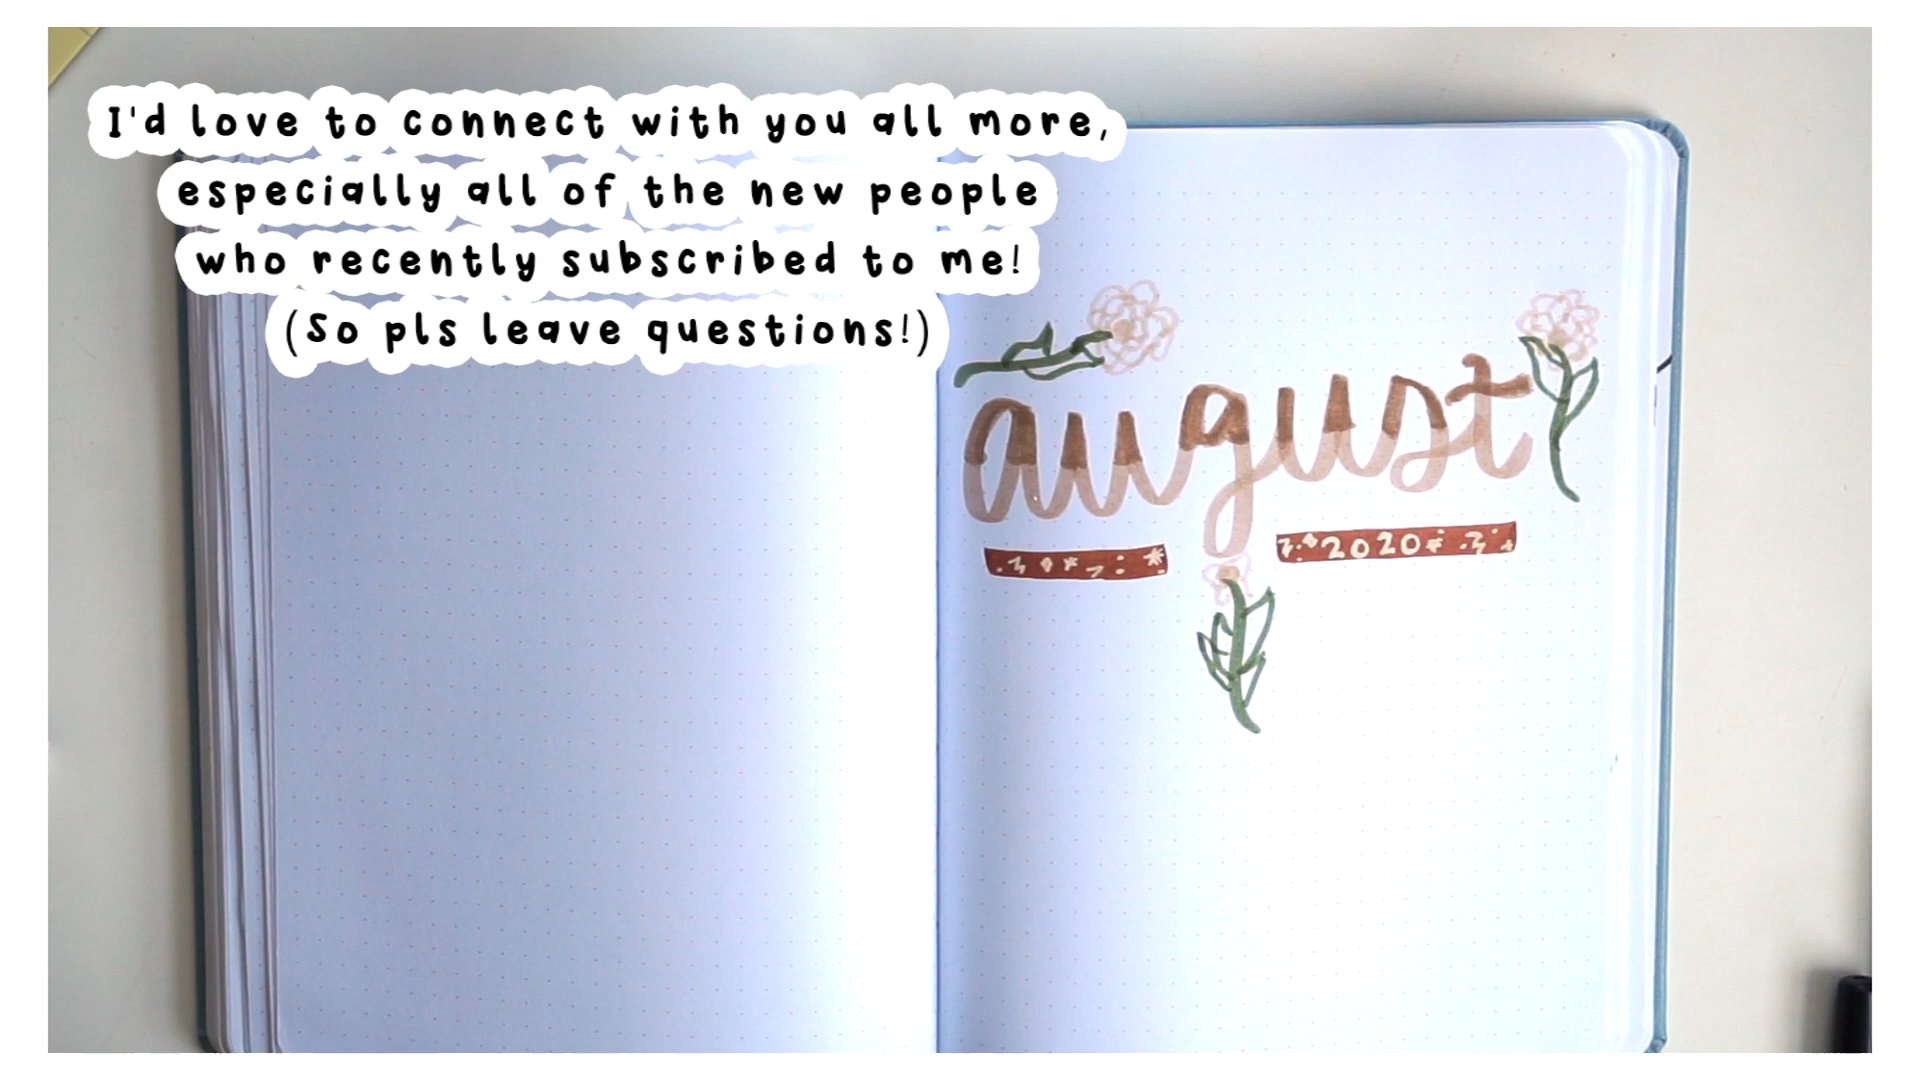 I'd love to connect with you all more,
especially all of the new people
who recently subscribed to me!
(So pls leave questions!)
august
2020